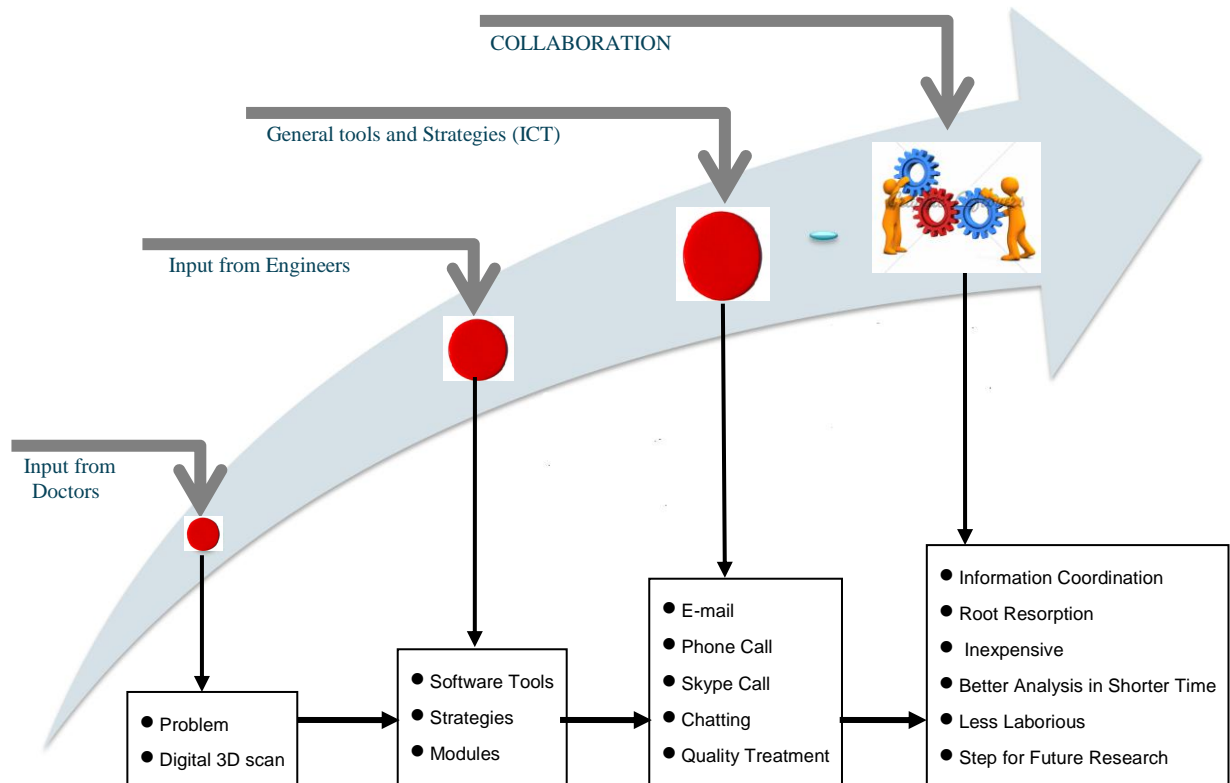 COLLABORATION
General tools and Strategies (ICT)
Input from Engineers
Input from
Doctors
● Problem
● Digital 3D scan
● Software Tools
● Strategies
● Modules
● E-mail
● Phone Call
● Skype Call
● Chatting
● Quality Treatment
● Information Coordination
● Root Resorption
● Inexpensive
● Better Analysis in Shorter Time
● Less Laborious
● Step for Future Research